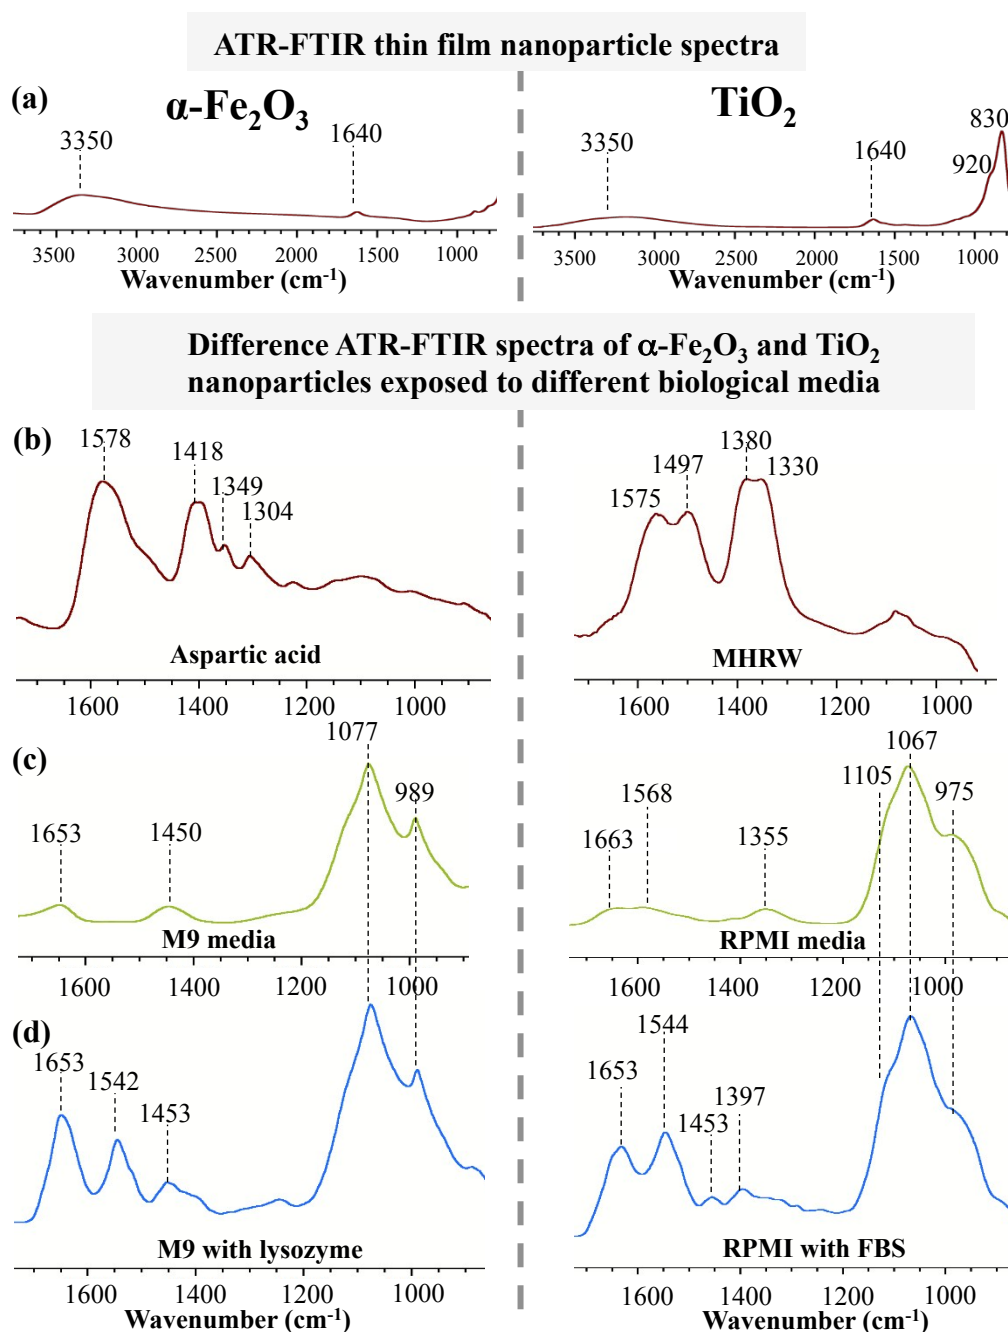 ATR-FTIR thin film nanoparticle spectra
(a)
α-Fe2O3
3350
1640
3500 3000 2500 2000 1500 1000
Wavenumber (cm-1)
TiO2
3350
1640
920
830
3500 3000 2500 2000 1500 1000
Wavenumber (cm-1)
Difference ATR-FTIR spectra of α-Fe2O3 and TiO2
nanoparticles exposed to different biological media
(b)
1578
1418
1349
1304
Aspartic acid
1600 1400 1200 1000
1575
1497
1380
1330
MHRW
1600 1400 1200 1000
(c)
1653
1450
1077
989
M9 media
1600 1400 1200 1000
1663
1568
1355
1105
1067
975
RPMI media
1600 1400 1200 1000
(d)
1653
1542
1453
M9 with lysozyme
1600 1400 1200 1000
Wavenumber (cm-1)
1653
1544
1453
1397
RPMI with FBS
1600 1400 1200 1000
Wavenumber (cm-1)